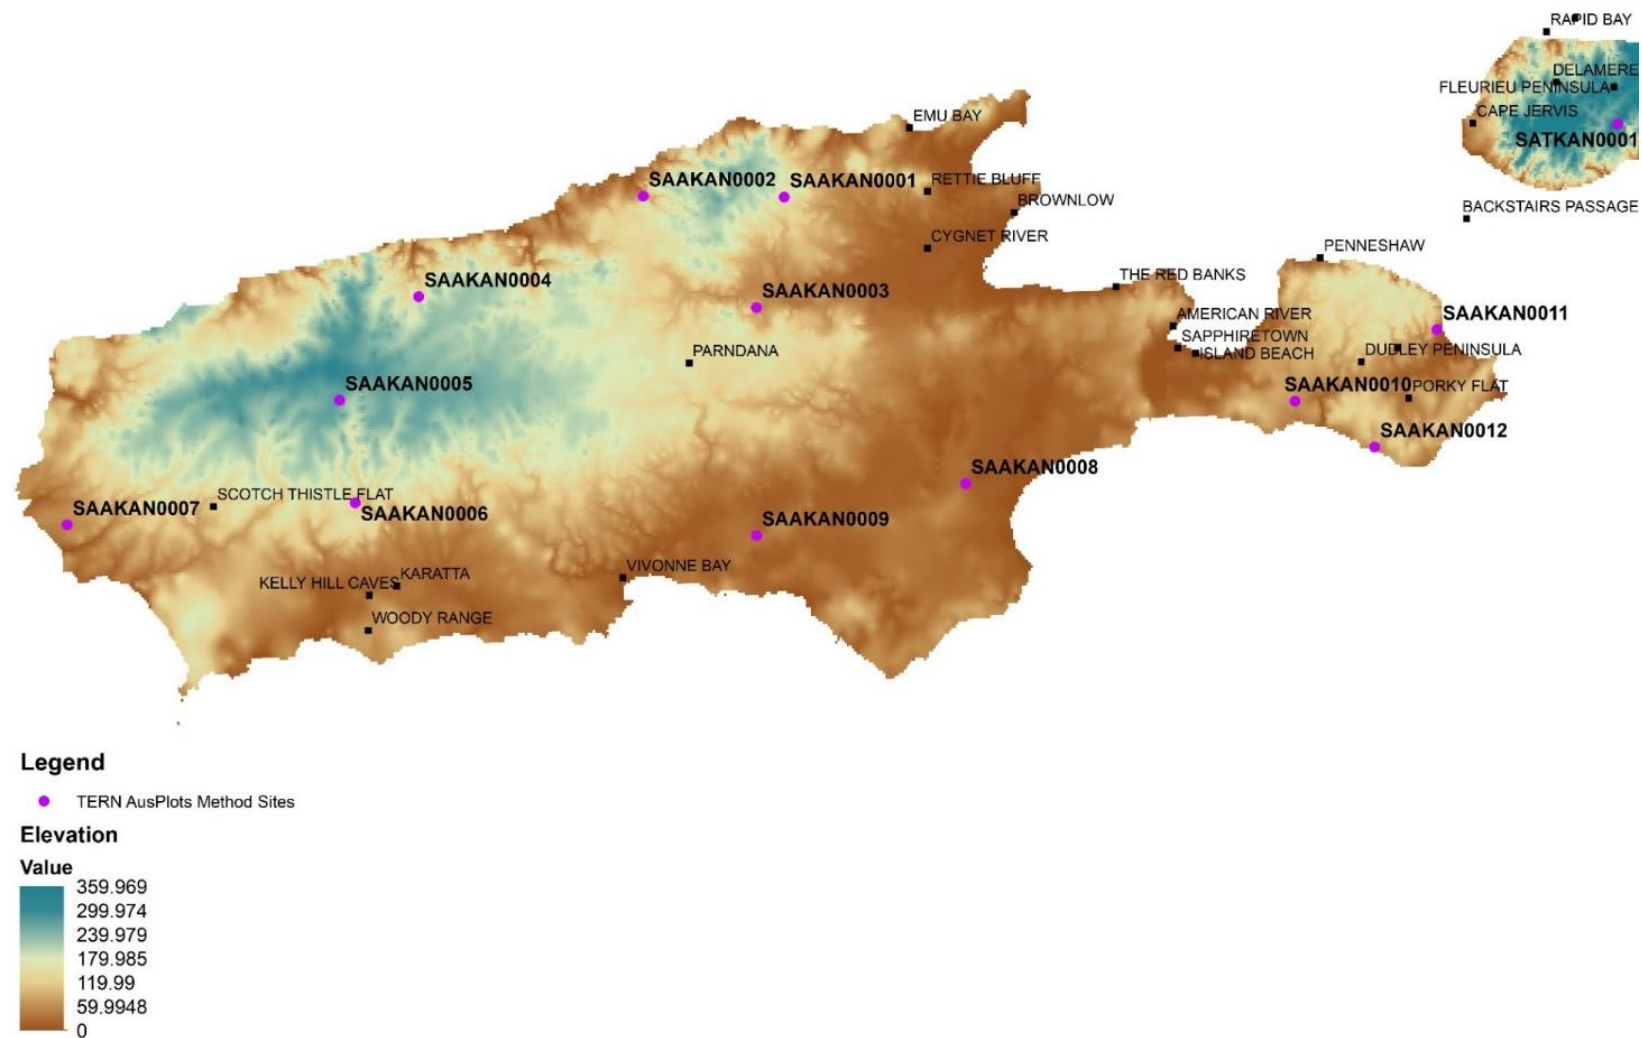 RAPID BAY
DELAMERE
FLEURIEU PENINSULA
CAPE JERVIS
EMU BAY
SATKAN0001
SAAKAN0002
SAAKAN0001
RETTIE BLUFF
BROWNLOW
BACKSTAIRS PASSAGE
CYGNET RIVER
PENNESHAW
THE RED BANKS
SAAKAN0004
SAAKAN0003
AMERICAN RIVER
SAAKAN0011
SAPPHIRETOWN
PARNDANA
ISLAND BEACH
DUDLEY PENINSULA
SAAKAN0005
SAAKAN0010
PORKY FLAT
SAAKAN0012
SAAKAN0008
SCOTCH THISTLE FLAT
SAAKAN0007
SAAKAN0006
SAAKAN0009
VIVONNE BAY
KARATTA
KELLY HILL CAVES
WOODY RANGE
Legend
TERN AusPlots Method Sites
Elevation
Value
359.969
299.974
239.979
179.985
119.99
59.9948
0